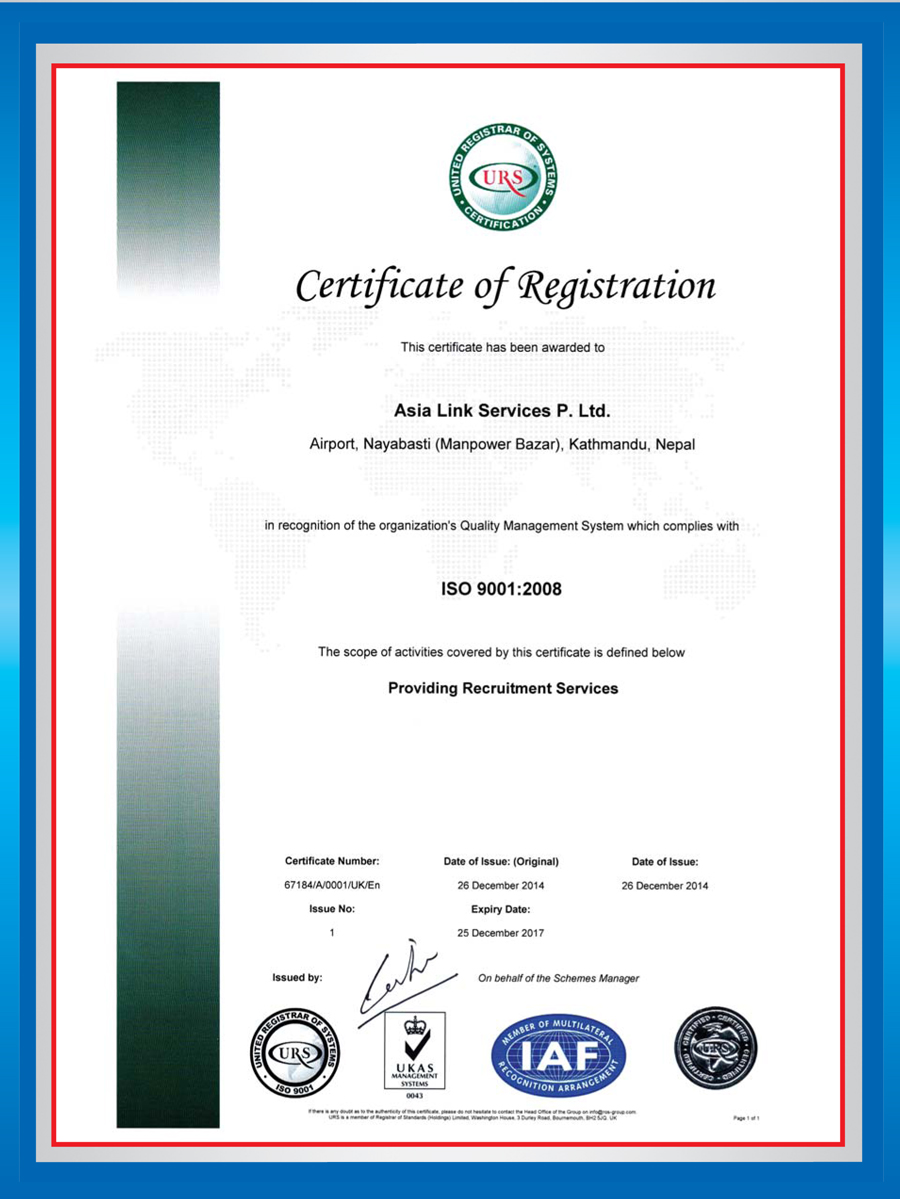 UNITED REGISTRAR OF SYSTEMS
URS
CERTIFICATION
Certificate of Registration
This certificate has been awarded to
Asia Link Services P. Ltd.
Airport, Nayabasti (Manpower Bazar), Kathmandu, Nepal
in recognition of the organization's Quality Management System which complies with
ISO 9001:2008
The scope of activities covered by this certificate is defined below
Providing Recruitment Services
Certificate Number: Date of Issue: (Original) Date of Issue:
67184/A/0001/UK/En 26 December 2014 26 December 2014
Issue No: Expiry Date:
1 25 December 2017
Issued by: On behalf of the Schemes Manager
UNITED REGISTRAR OF SYSTEMS
URS
ISO 9001
UKAS
MANAGEMENT
SYSTEMS
0043
MEMBER OF MULTILATERAL
IAF
RECOGNITION ARRANGEMENT
CERTIFIED CERTIFIED CERTIFIED CERTIFIED
URS
If there is any doubt as to the authenticity of this certificate, please do not hesitate to contact the Head Office of the Group on info@ros-group.com
URS is a member of Registrar of Standards (Holdings) Limited, Washington House, 3 Durley Road, Bournemouth, BH2 5JQ. UK
Page 1 of 1